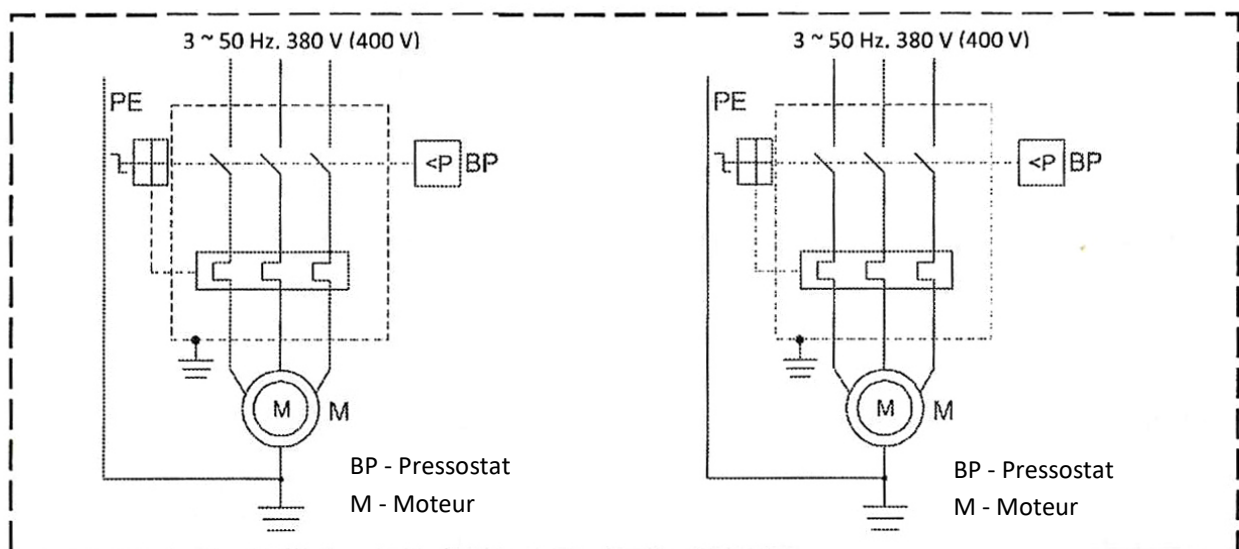 3 ~ 50 Hz. 380 V (400 V)
PE
<P BP
M M
BP - Pressostat
M - Moteur
3 ~ 50 Hz. 380 V (400 V)
PE
<P BP
M M
BP - Pressostat
M - Moteur